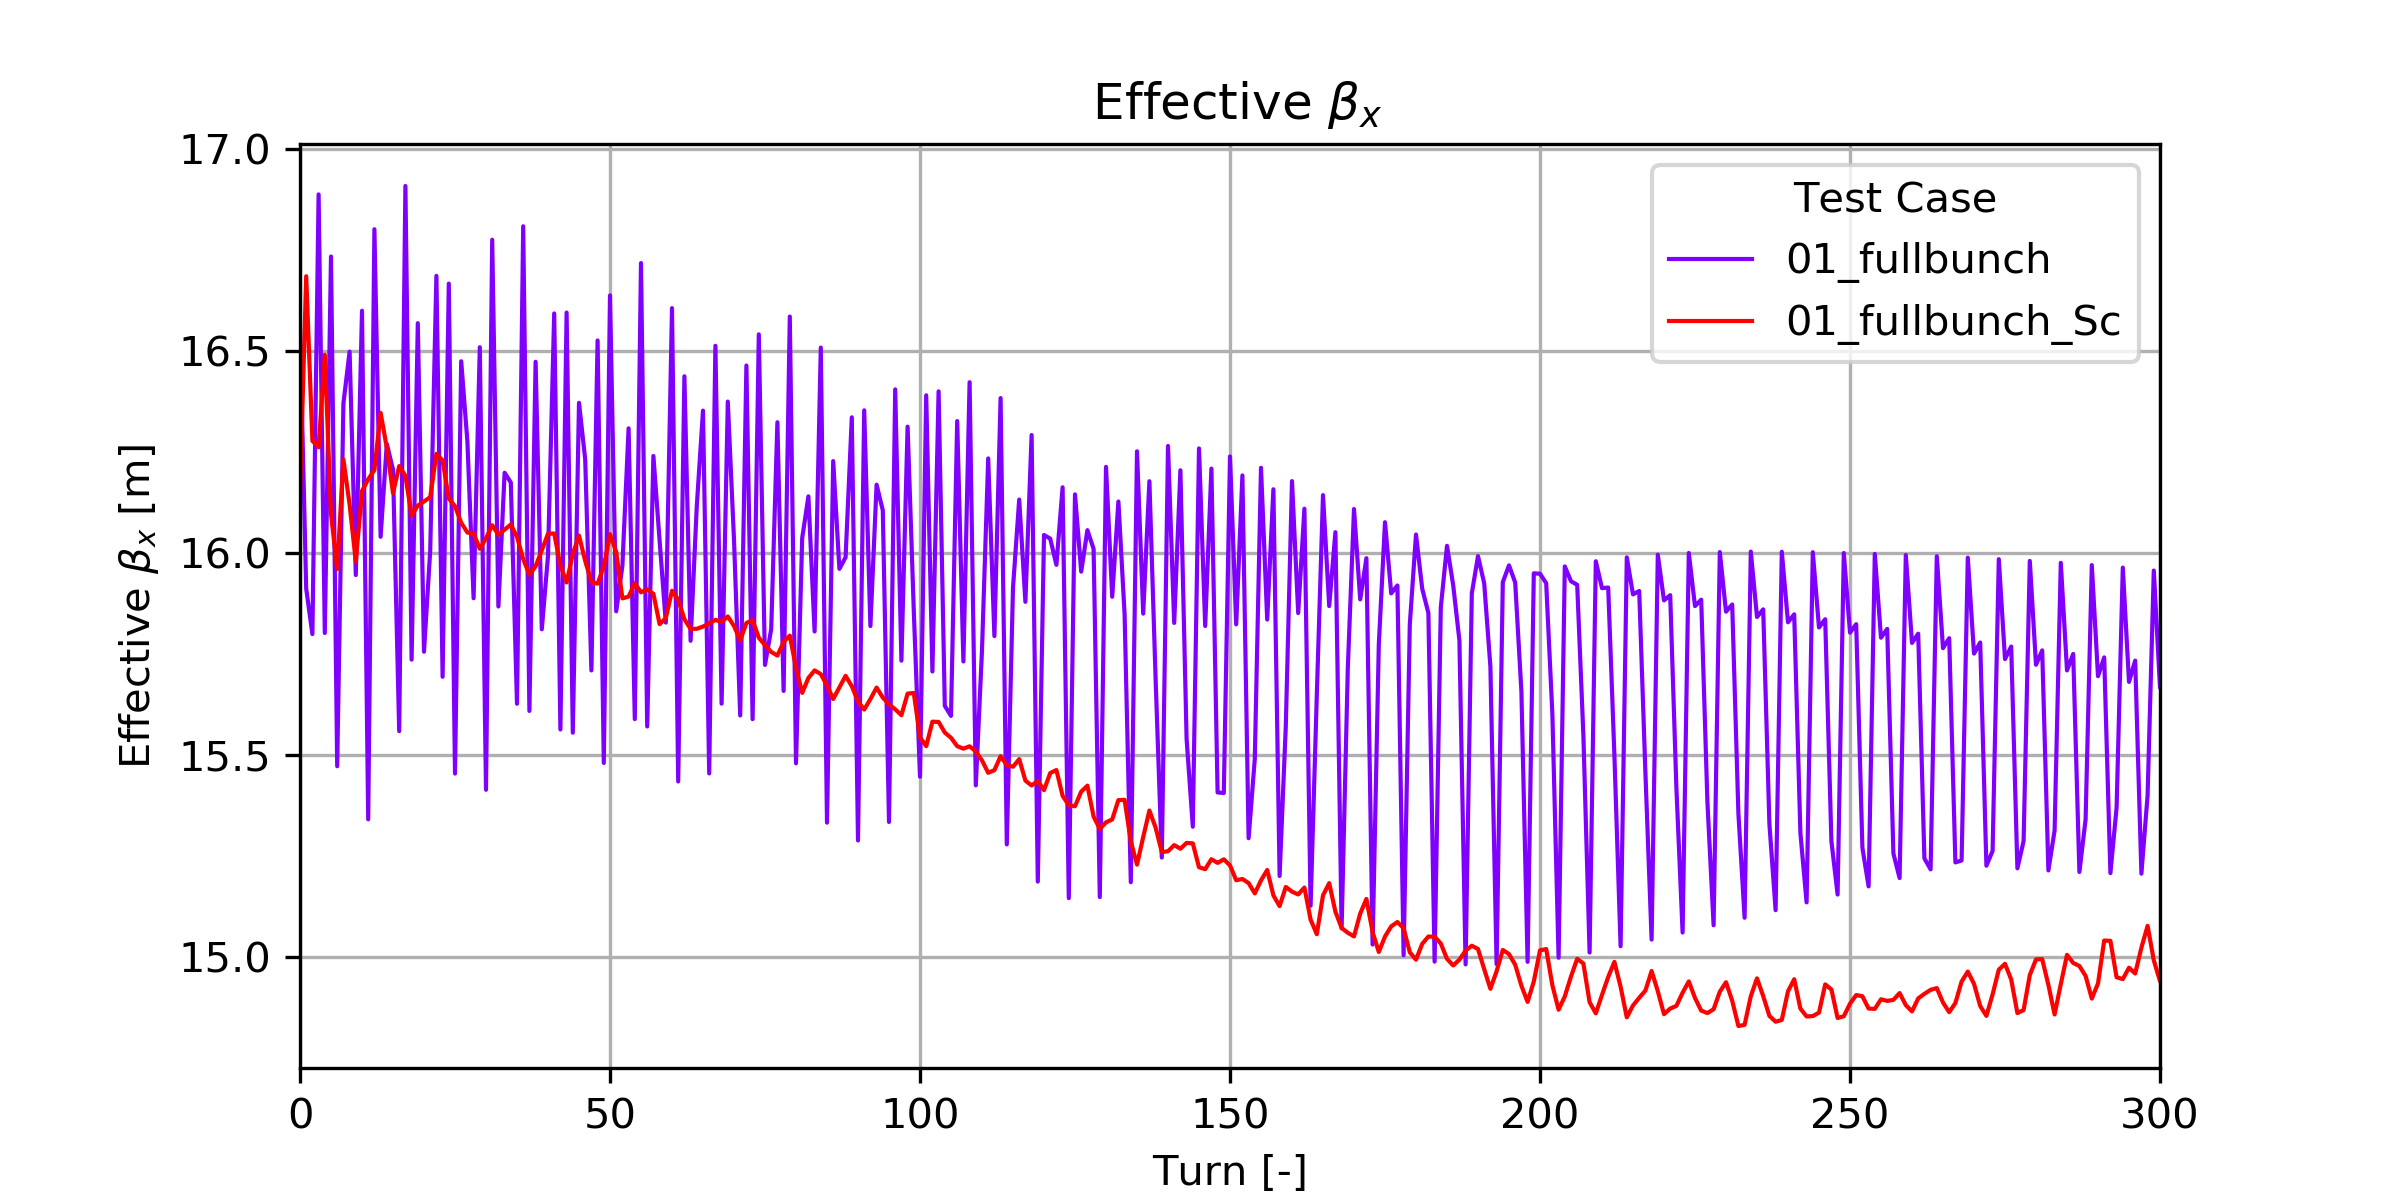 Effective βx
Effective βx [m]
17.0
16.5
16.0
15.5
15.0
Test Case
01_fullbunch
01_fullbunch_Sc
0 50 100 150 200 250 300
Turn [-]